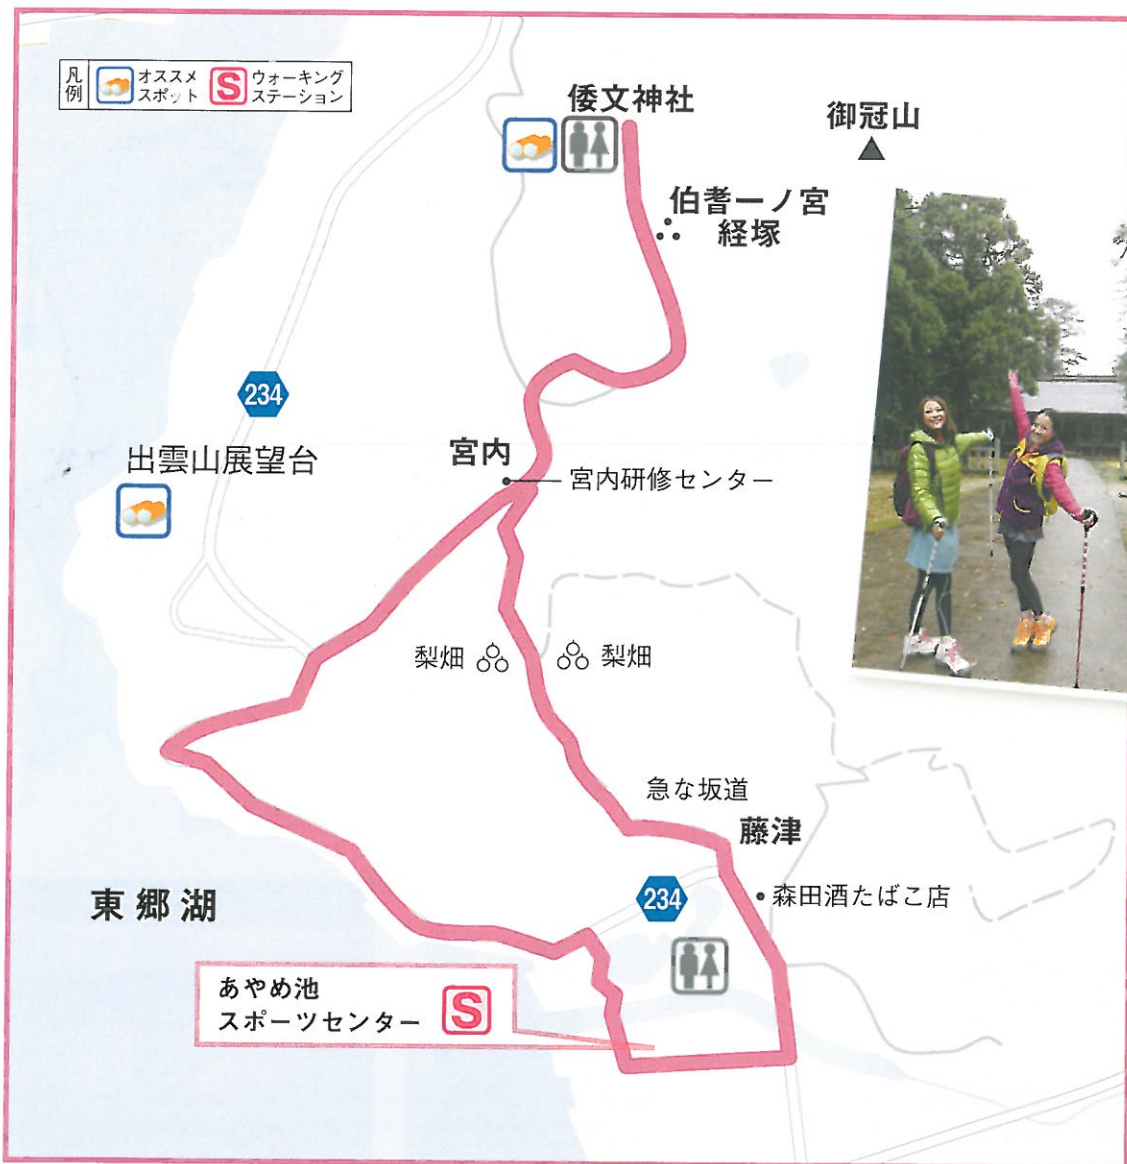 凡例
オススメ
スポット
S
ウォーキング
ステーション
倭文神社
御冠山
伯耆一ノ宮
経塚
234
出雲山展望台
宮内
宮内研修センター
梨畑
梨畑
急な坂道
藤津
234
森田酒たばこ店
東郷湖
あやめ池
スポーツセンター
S